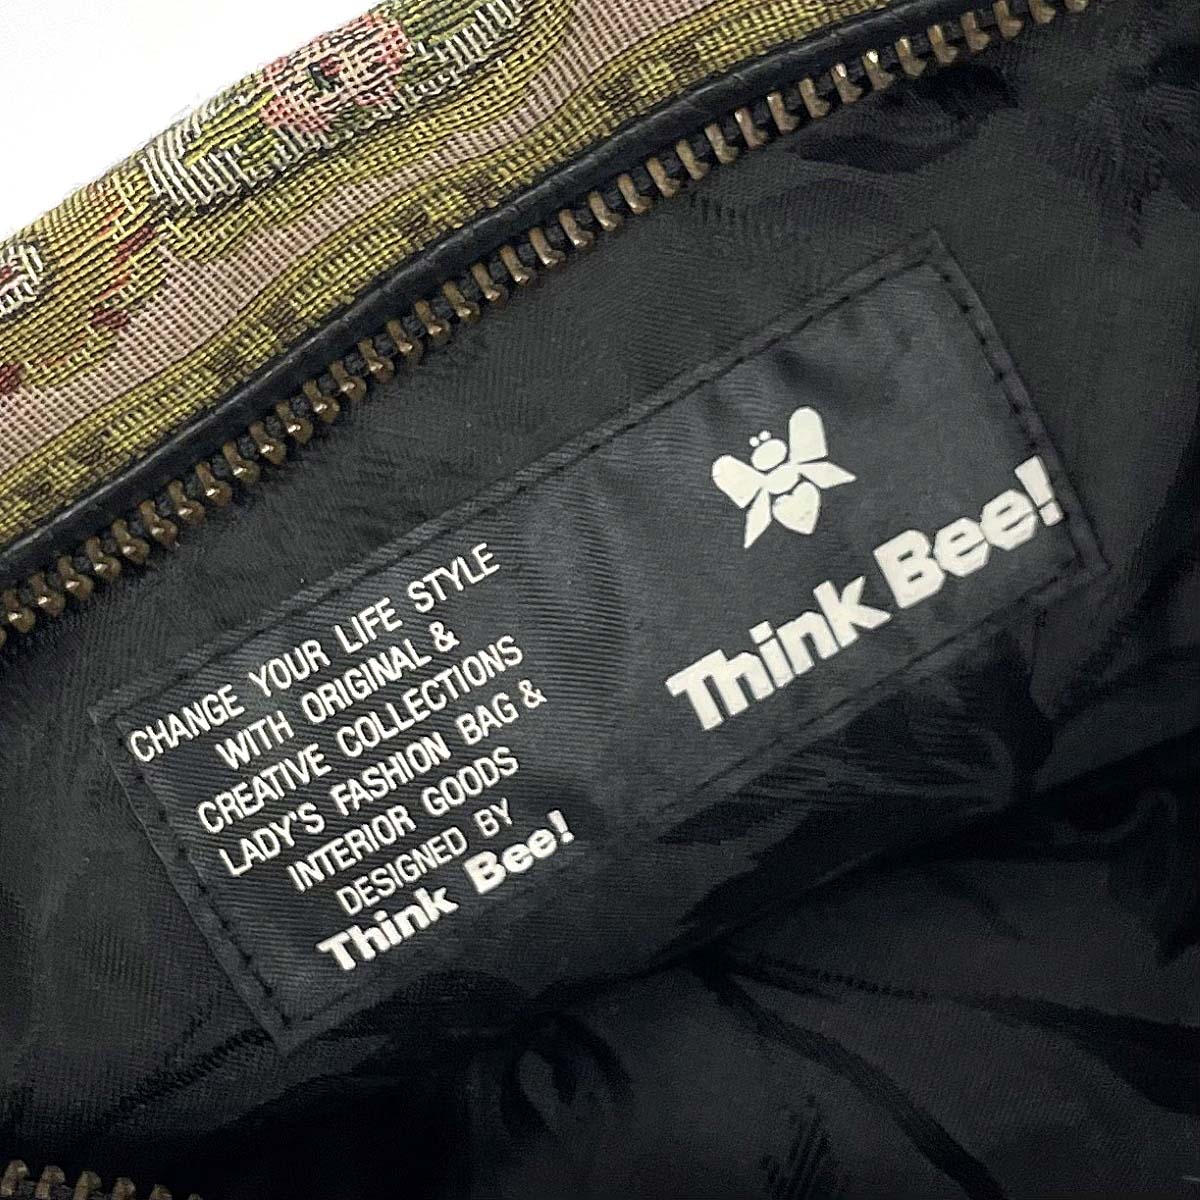 CHANGE YOUR LIFE STYLE
WITH ORIGINAL &
CREATIVE COLLECTIONS
LADY'S FASHION BAG &
INTERIOR GOODS
DESIGNED BY
Think Bee!
Think Bee!